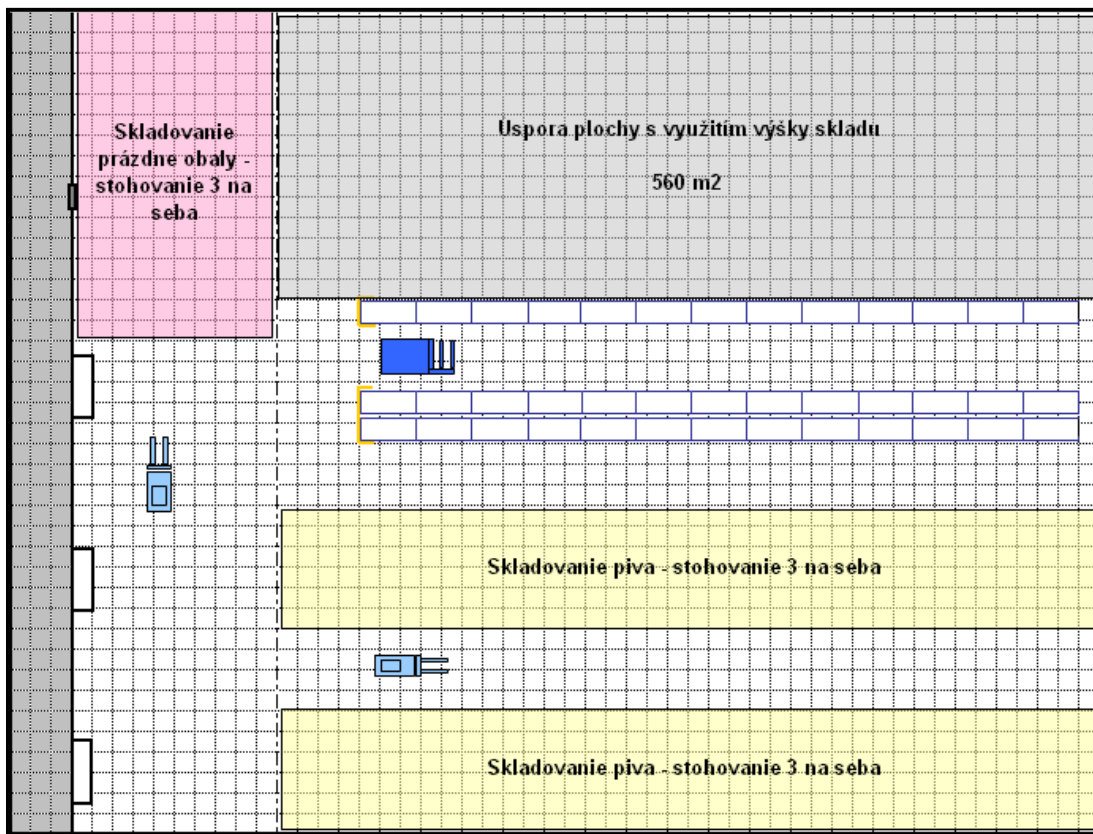 Skladovanie
prázdne obaly -
stohovanie 3 na
seba
Úspora plochy s využitím výšky skladu
560 m2
Skladovanie piva - stohovanie 3 na seba
Skladovanie piva - stohovanie 3 na seba